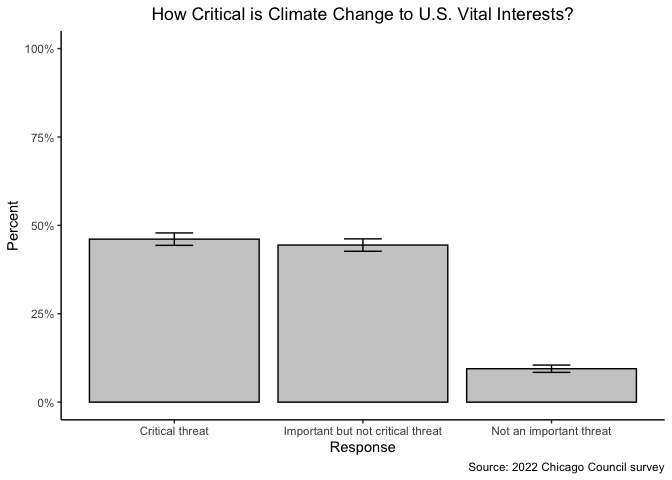 How Critical is Climate Change to U.S. Vital Interests?
100%
75%
50%
25%
0%
Percent
Critical threat
Important but not critical threat
Not an important threat
Response
Source: 2022 Chicago Council survey